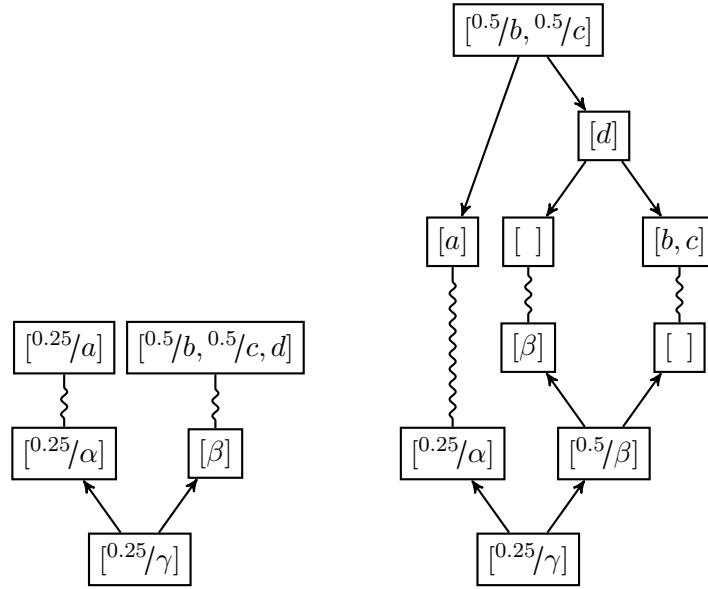 [^{0.5}/b, ^{0.5}/c]
[d]
[a] [ ] [b, c]
[^{0.25}/a] [^{0.5}/b, ^{0.5}/c, d] [β] [ ]
[^{0.25}/α] [β] [^{0.25}/α] [^{0.5}/β]
[^{0.25}/γ] [^{0.25}/γ]